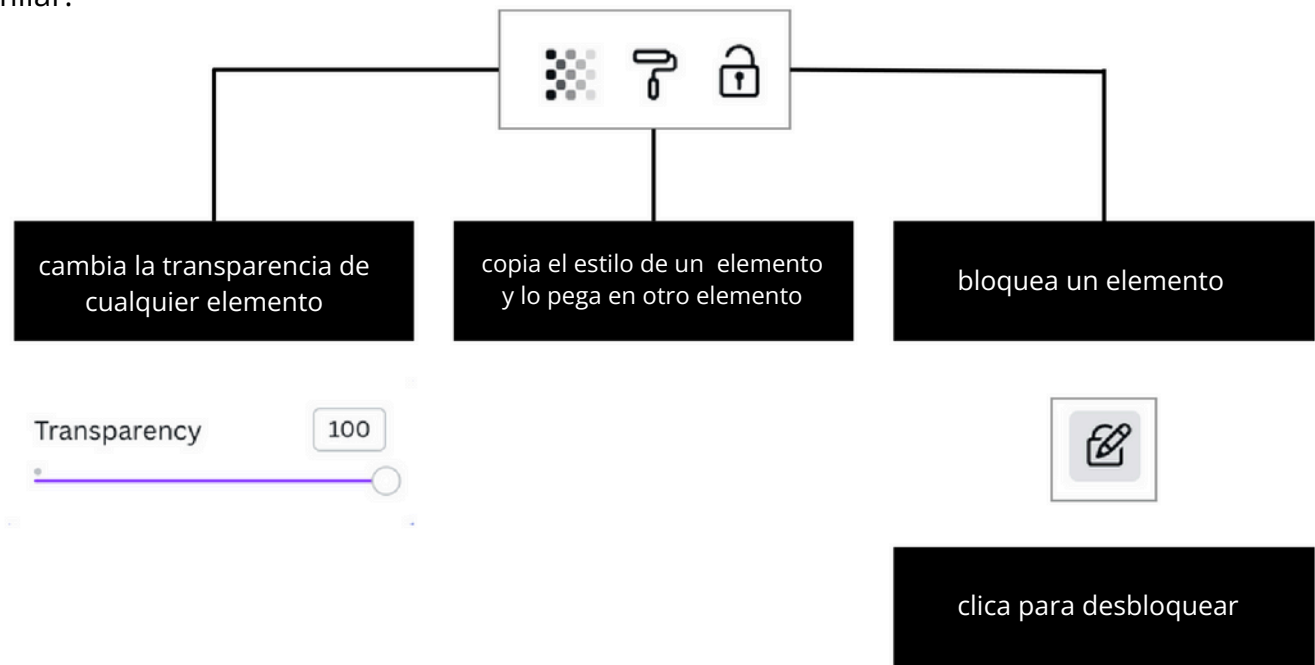 cambia la transparencia de
cualquier elemento
copia el estilo de un elemento
y lo pega en otro elemento
bloquea un elemento
Transparency 100
clica para desbloquear